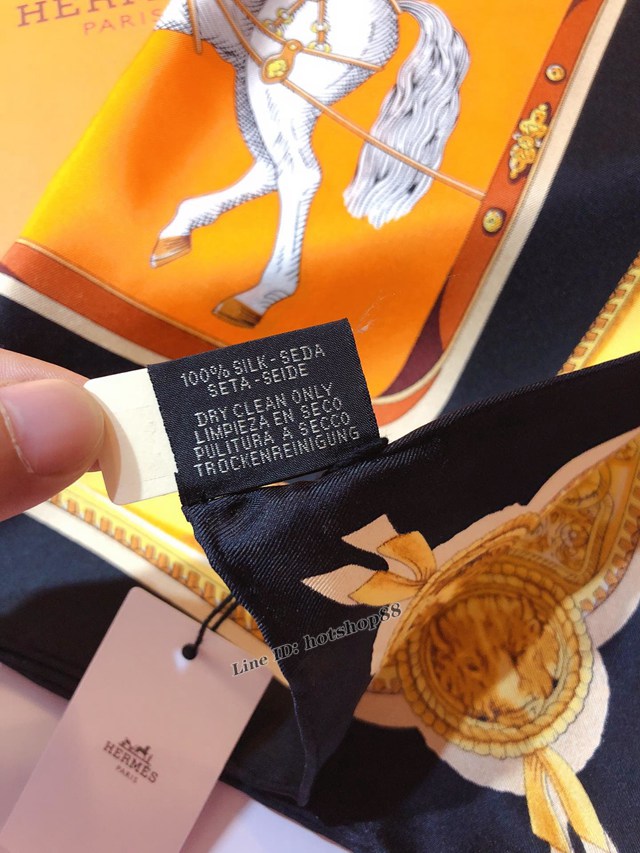 HERMÈS
PARIS
100% SILK-SEDA
SETA-SEIDE
DRY CLEAN ONLY
LIMPIEZA EN SECO
PULITURA A SECCO
TROCKENREINIGUNG
Line ID: hotshop88
HERMÈS
PARIS